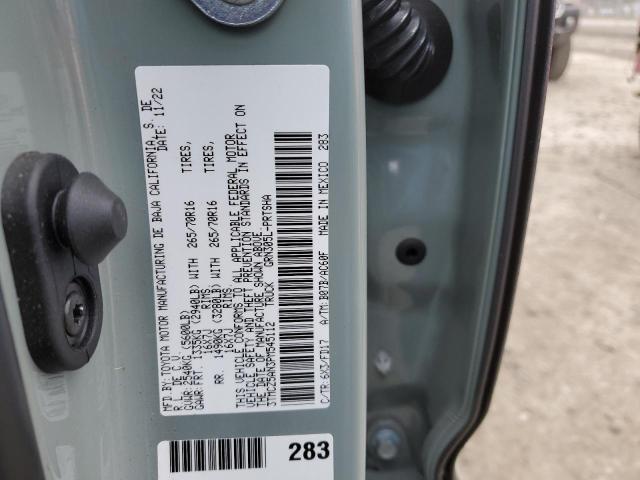 MFD. BY: TOYOTA MOTOR MANUFACTURING DE BAJA CALIFORNIA, S. DE
R.L. DE C.V. DATE: 11/22
GVWR: 2540KG (5600LB)
GAWR: FRT. 1335KG (2940LB) WITH 265/70R16 TIRES,
16X7J RIMS
RR. 1490KG (3280LB) WITH 265/70R16 TIRES,
16X7J RIMS
THIS VEHICLE CONFORMS TO ALL APPLICABLE FEDERAL MOTOR
VEHICLE SAFETY AND THEFT PREVENTION STANDARDS IN EFFECT ON
THE DATE OF MANUFACTURE SHOWN ABOVE.
3TMCZ5AN3PM545112 TRUCK GRN305L-PRTSHA
C/TR: 6X3/FD17 A/TM: B07B/AC60F MADE IN MEXICO 283
283